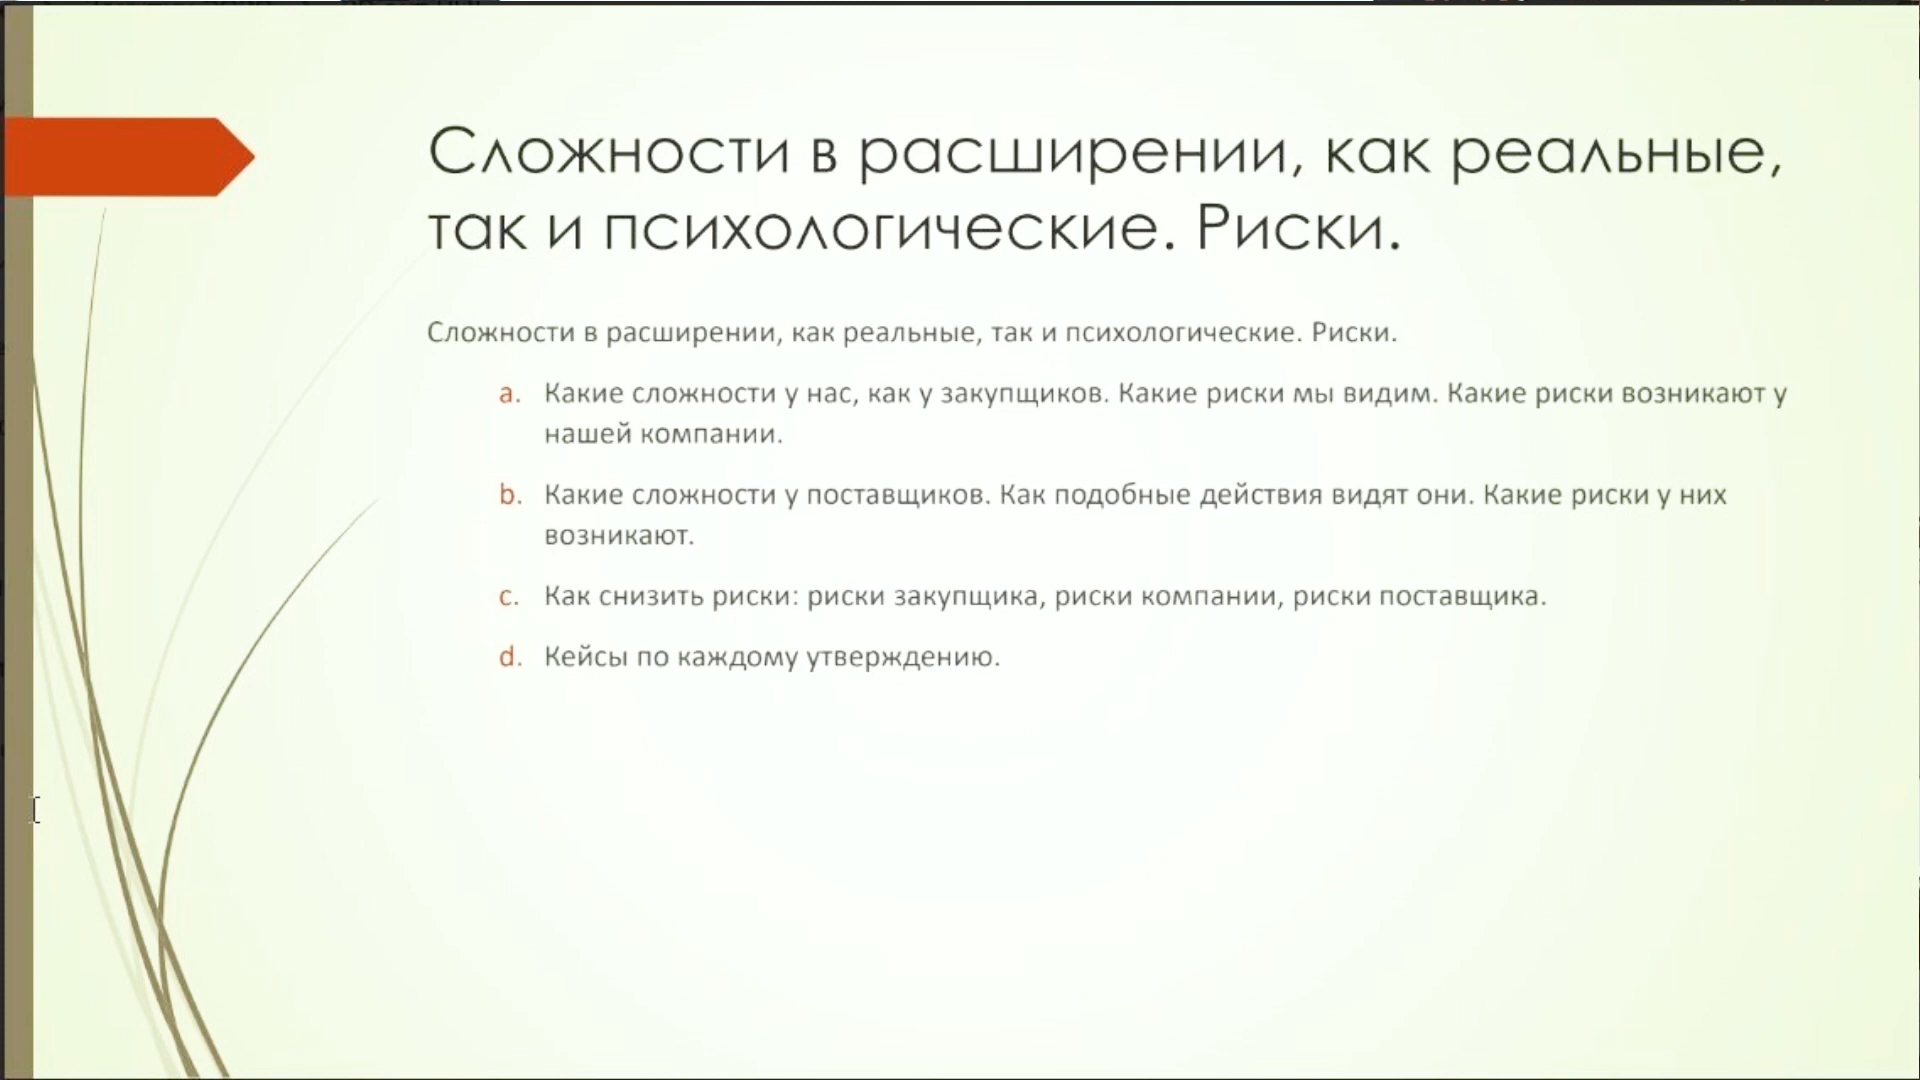 Сложности в расширении, как реальные,
так и психологические. Риски.
Сложности в расширении, как реальные, так и психологические. Риски.
a. Какие сложности у нас, как у закупщиков. Какие риски мы видим. Какие риски возникают у
нашей компании.
b. Какие сложности у поставщиков. Как подобные действия видят они. Какие риски у них
возникают.
c. Как снизить риски: риски закупщика, риски компании, риски поставщика.
d. Кейсы по каждому утверждению.